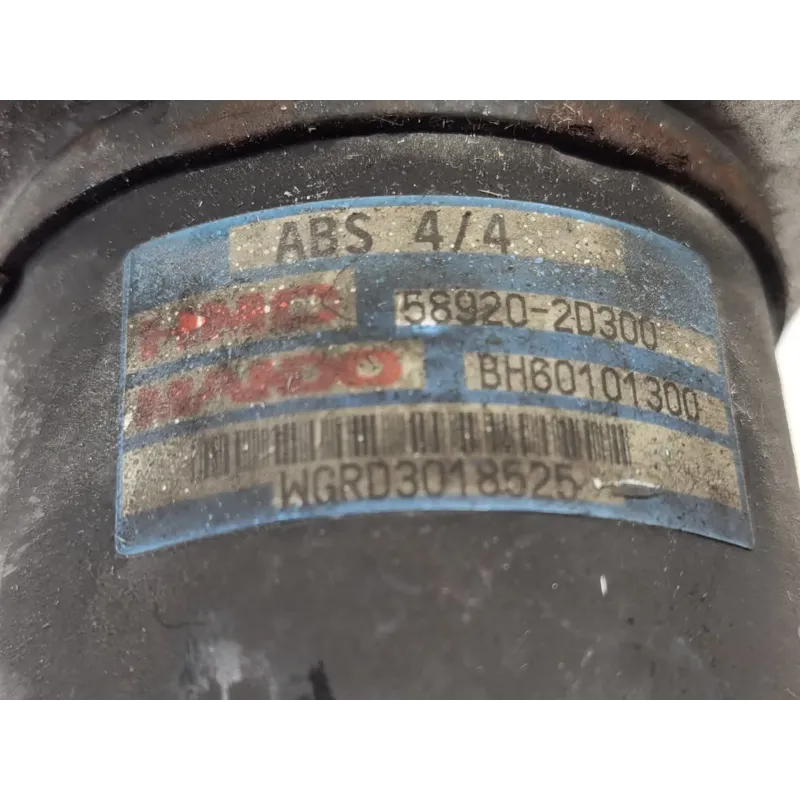 ABS 4/4
HMC 58920-2D300
MANDO BH60101300
WGRD3018525